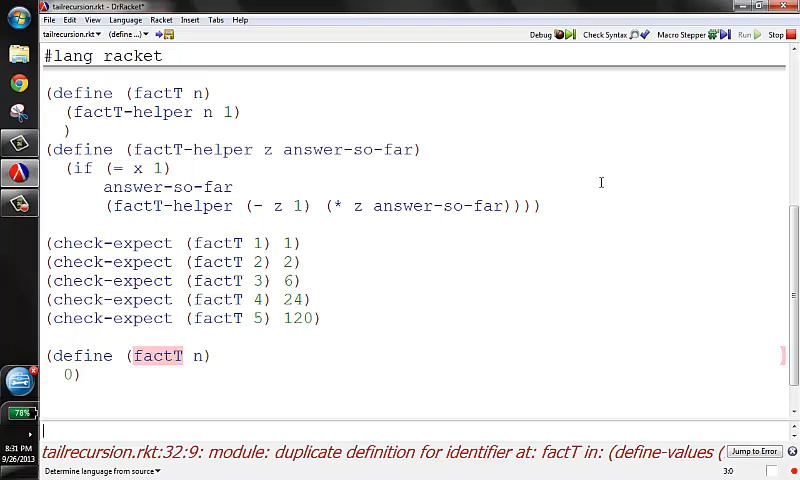 tailrecursion.rkt - DrRacket*
File Edit View Language Racket Insert Tabs Help
tailrecursion.rkt (define ...) Debug Check Syntax Macro Stepper Run Stop
#lang racket
(define (factT n)
(factT-helper n 1)
)
(define (factT-helper z answer-so-far)
(if (= x 1)
answer-so-far
(factT-helper (- z 1) (* z answer-so-far))))
(check-expect (factT 1) 1)
(check-expect (factT 2) 2)
(check-expect (factT 3) 6)
(check-expect (factT 4) 24)
(check-expect (factT 5) 120)
(define (factT n)
0)
78%
8:31 PM
9/26/2013
tailrecursion.rkt:32:9: module: duplicate definition for identifier at: factT in: (define-values ( Jump to Error
Determine language from source 3:0